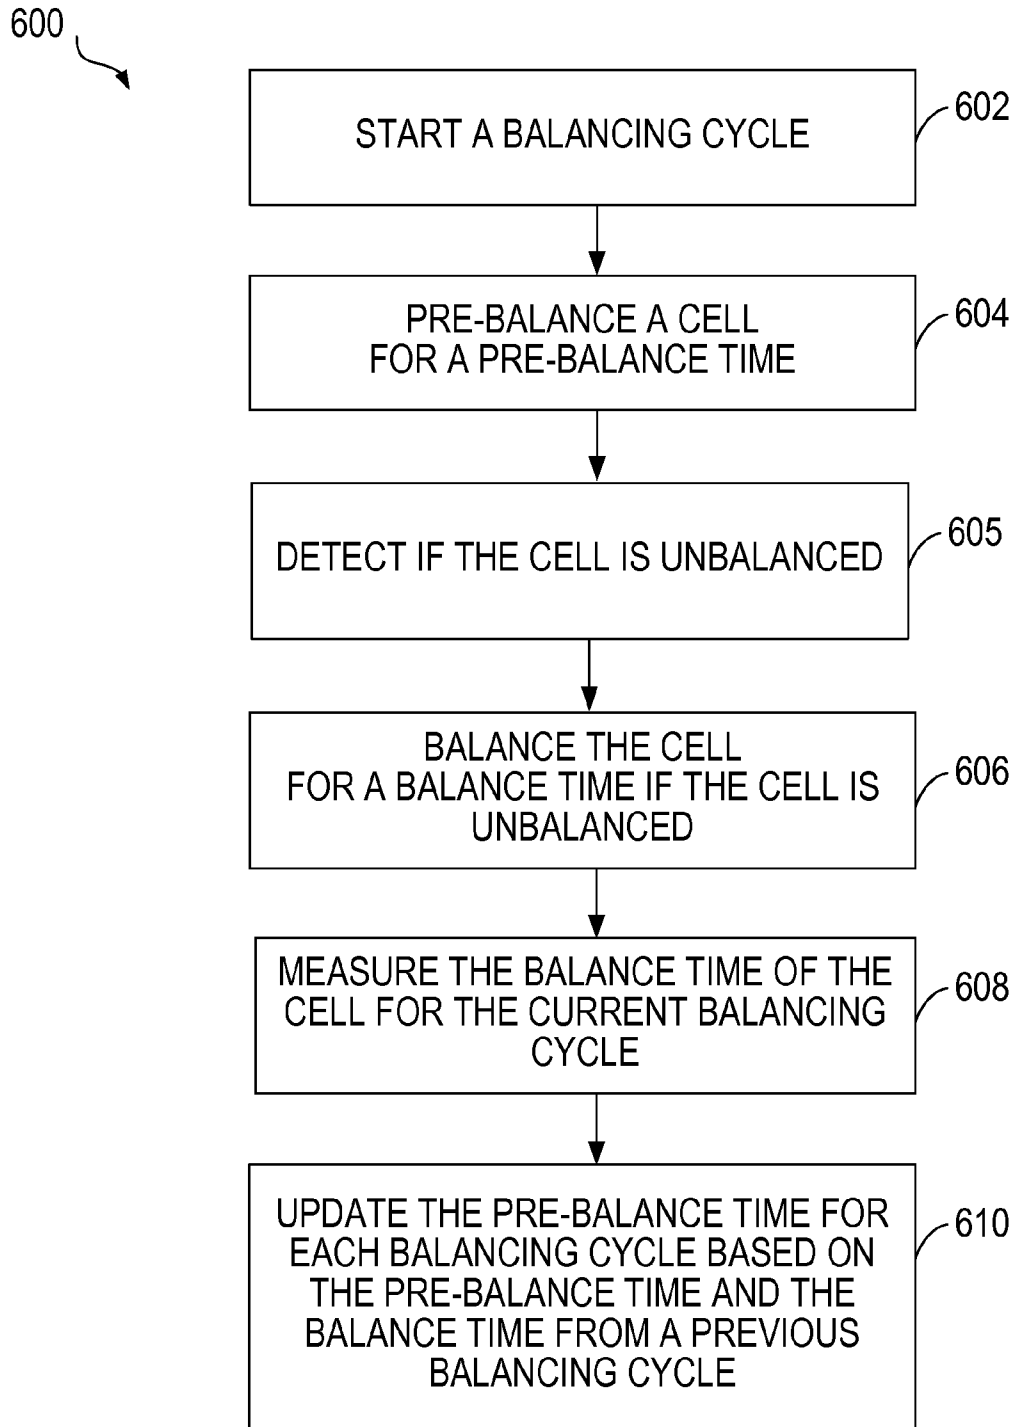 600
START A BALANCING CYCLE
602
PRE-BALANCE A CELL
FOR A PRE-BALANCE TIME
604
DETECT IF THE CELL IS UNBALANCED
605
BALANCE THE CELL
FOR A BALANCE TIME IF THE CELL IS
UNBALANCED
606
MEASURE THE BALANCE TIME OF THE
CELL FOR THE CURRENT BALANCING
CYCLE
608
UPDATE THE PRE-BALANCE TIME FOR
EACH BALANCING CYCLE BASED ON
THE PRE-BALANCE TIME AND THE
BALANCE TIME FROM A PREVIOUS
BALANCING CYCLE
610